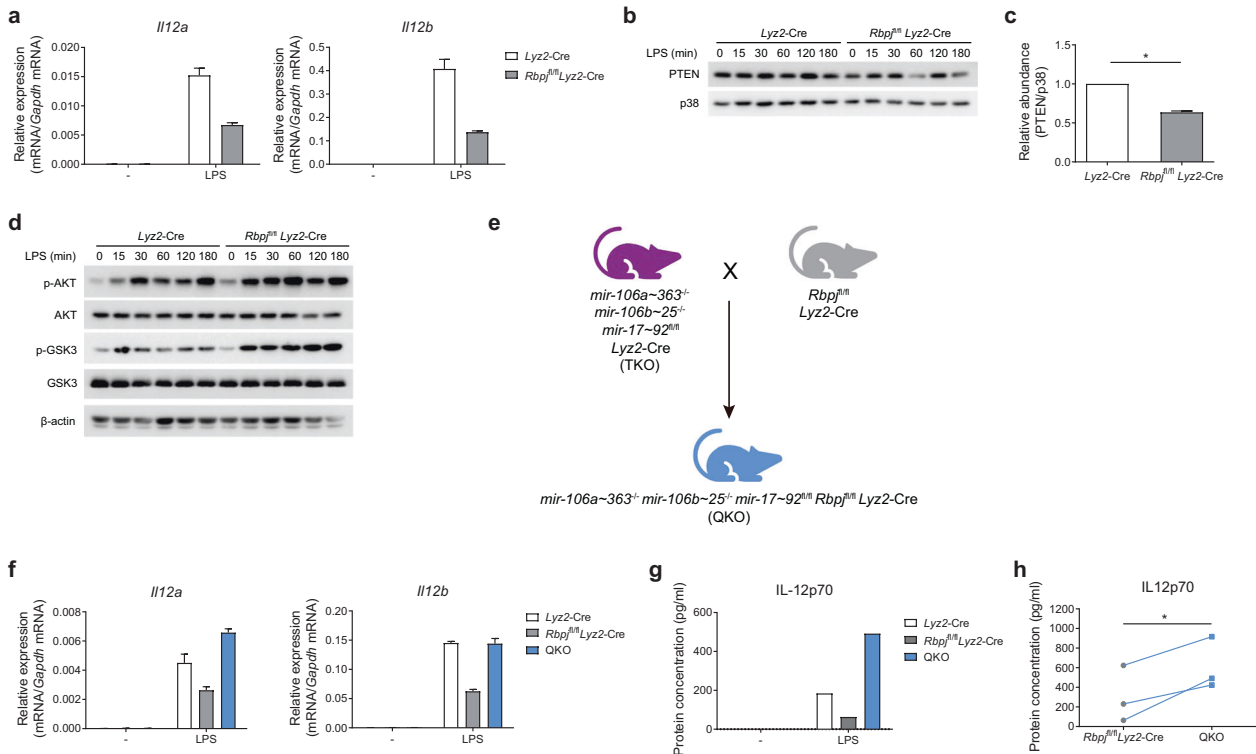 a
Il12a
Relative expression
(mRNA/Gapdh mRNA)
0.020
0.015
0.010
0.005
0.000
-
LPS
Il12b
Relative expression
(mRNA/Gapdh mRNA)
0.5
0.4
0.3
0.2
0.1
0.0
-
LPS
Lyz2-Cre
Rbpjfl/flLyz2-Cre
b
Lyz2-Cre
Rbpjfl/fl Lyz2-Cre
LPS (min) 0 15 30 60 120 180 0 15 30 60 120 180
PTEN
p38
c
Relative abundance
(PTEN/p38)
1.5
1.0
0.5
0.0
*
Lyz2-Cre
Rbpjfl/fl Lyz2-Cre
d
Lyz2-Cre
Rbpjfl/fl Lyz2-Cre
LPS (min) 0 15 30 60 120 180 0 15 30 60 120 180
p-AKT
AKT
p-GSK3
GSK3
β-actin
e
mir-106a~363-/-
mir-106b~25-/-
mir-17~92fl/fl
Lyz2-Cre
(TKO)
X
Rbpjfl/fl
Lyz2-Cre
mir-106a~363-/- mir-106b~25-/- mir-17~92fl/fl Rbpjfl/fl Lyz2-Cre
(QKO)
f
Il12a
Relative expression
(mRNA/Gapdh mRNA)
0.008
0.006
0.004
0.002
0.000
-
LPS
Il12b
Relative expression
(mRNA/Gapdh mRNA)
0.20
0.15
0.10
0.05
0.00
-
LPS
Lyz2-Cre
Rbpjfl/flLyz2-Cre
QKO
g
IL-12p70
Protein concentration (pg/ml)
600
400
200
0
-
LPS
Lyz2-Cre
Rbpjfl/flLyz2-Cre
QKO
h
IL12p70
Protein concentration (pg/ml)
1200
1000
800
600
400
200
0
*
Rbpjfl/flLyz2-Cre
QKO